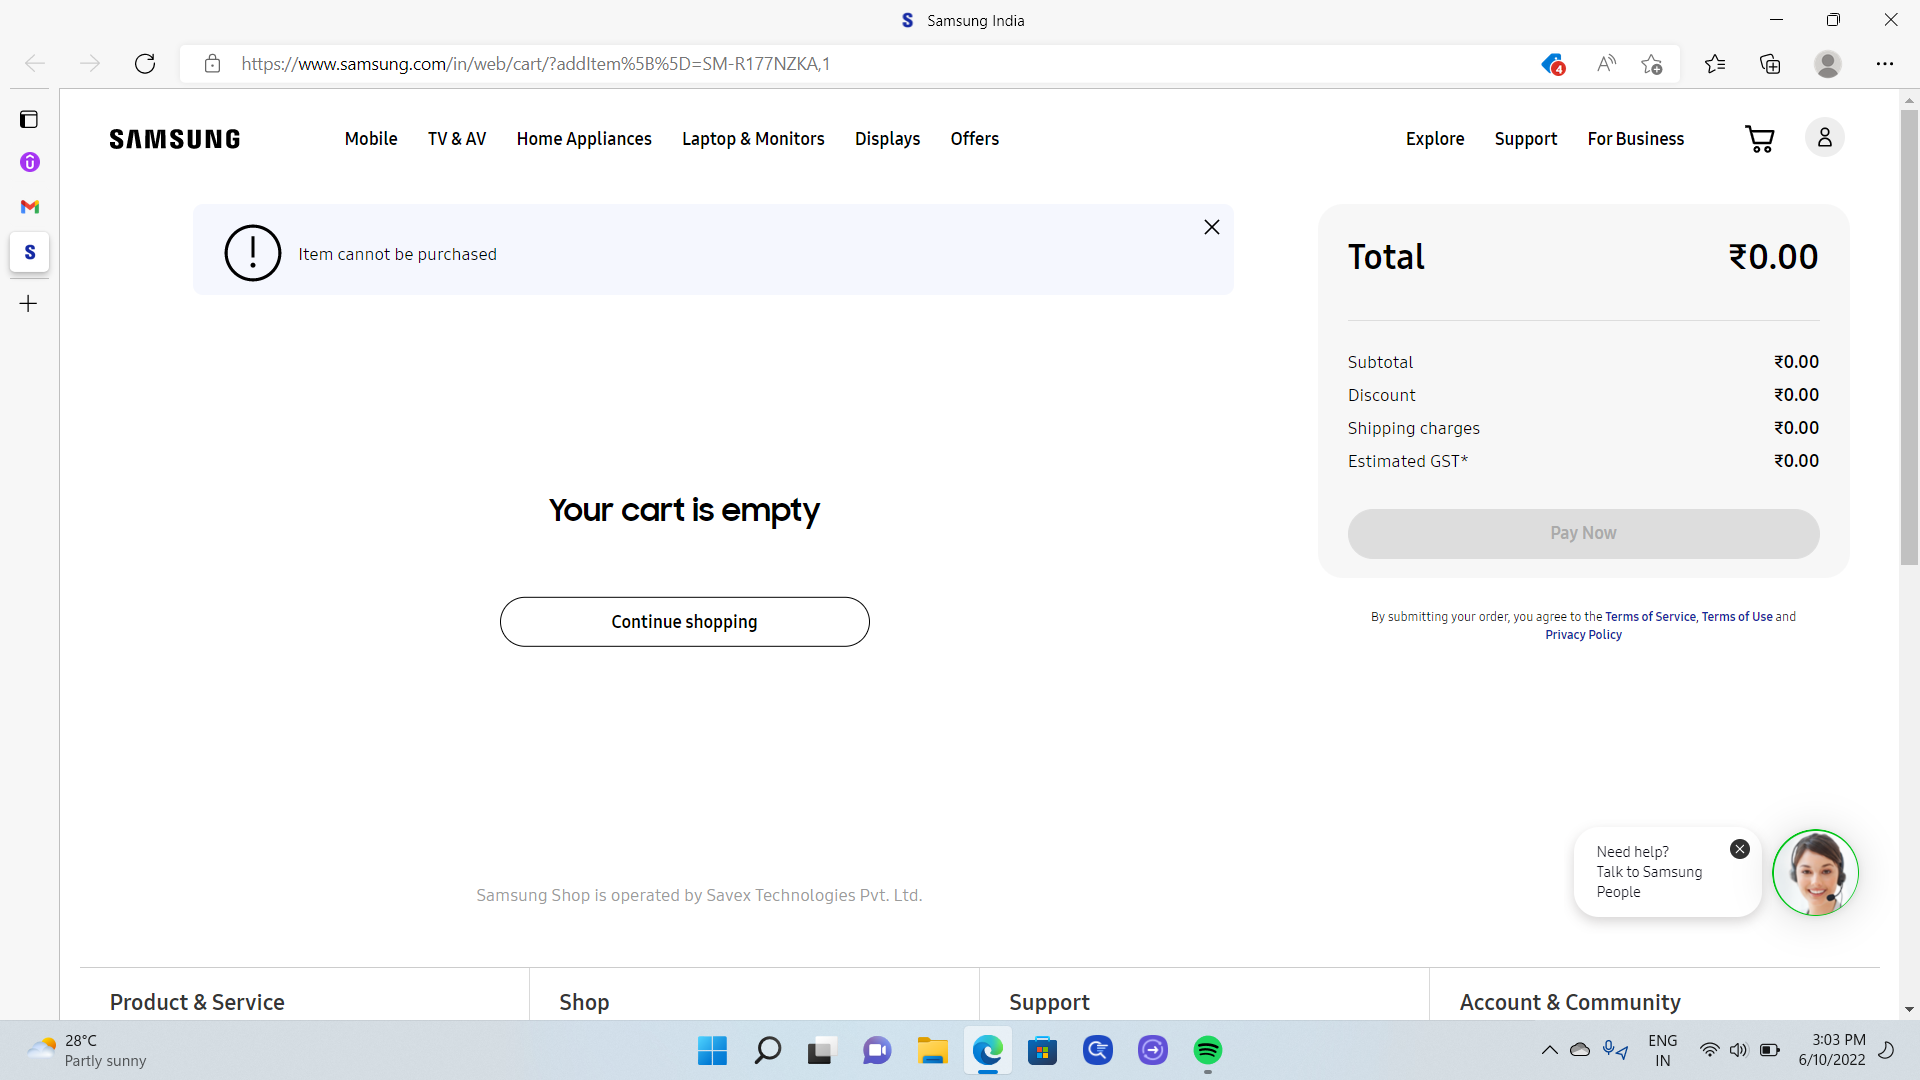 Samsung India
https://www.samsung.com/in/web/cart/?addItem%5B%5D=SM-R177NZKA,1
4
SAMSUNG
Mobile
TV & AV
Home Appliances
Laptop & Monitors
Displays
Offers
Explore
Support
For Business
Item cannot be purchased
Total ₹0.00
Subtotal ₹0.00
Discount ₹0.00
Shipping charges ₹0.00
Estimated GST* ₹0.00
Pay Now
By submitting your order, you agree to the Terms of Service, Terms of Use and
Privacy Policy
Your cart is empty
Continue shopping
Need help?
Talk to Samsung
People
Samsung Shop is operated by Savex Technologies Pvt. Ltd.
Product & Service
Shop
Support
Account & Community
28°C
Partly sunny
ENG
IN
3:03 PM
6/10/2022